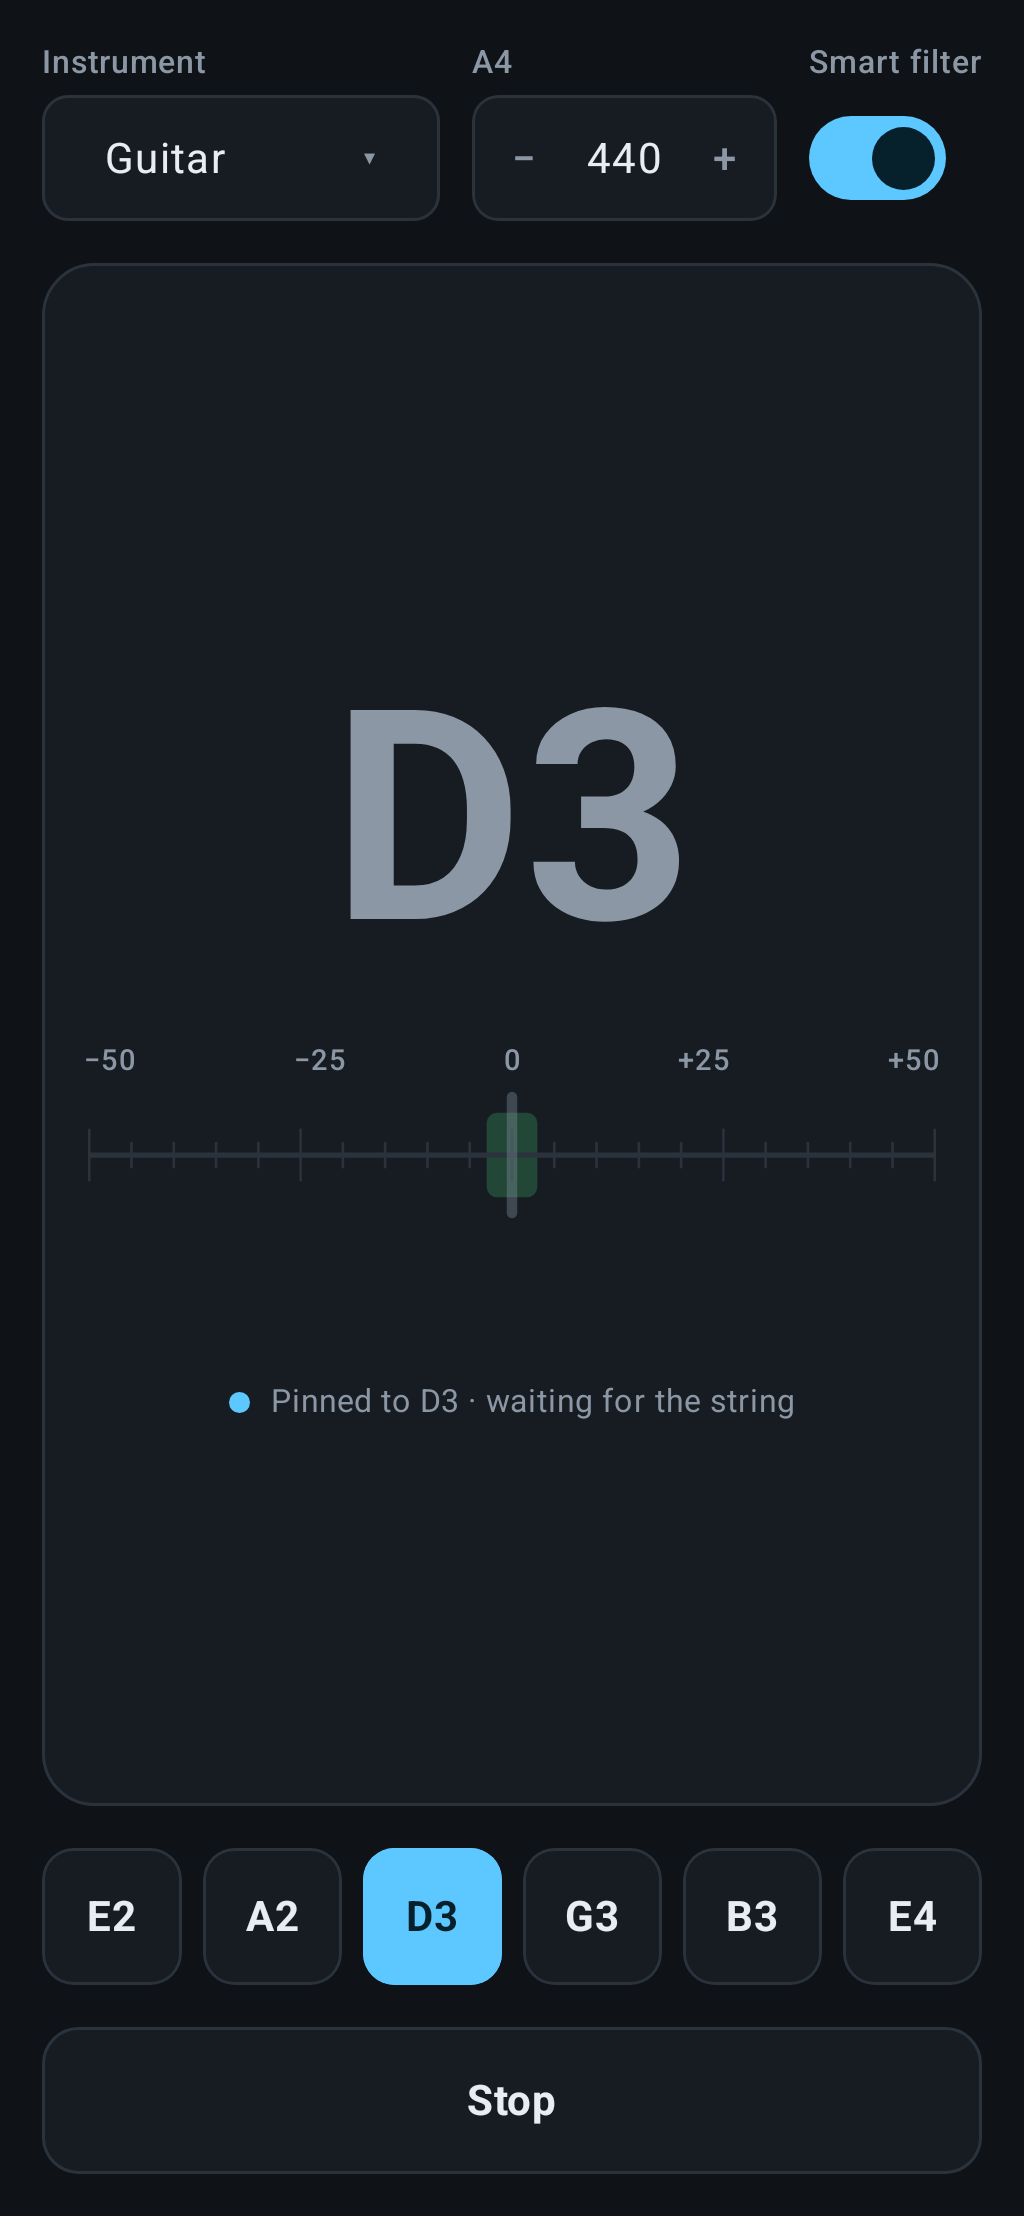 Instrument A4 Smart filter
Guitar ▾ − 440 +
D3
−50 −25 0 +25 +50
Pinned to D3 · waiting for the string
E2 A2 D3 G3 B3 E4
Stop